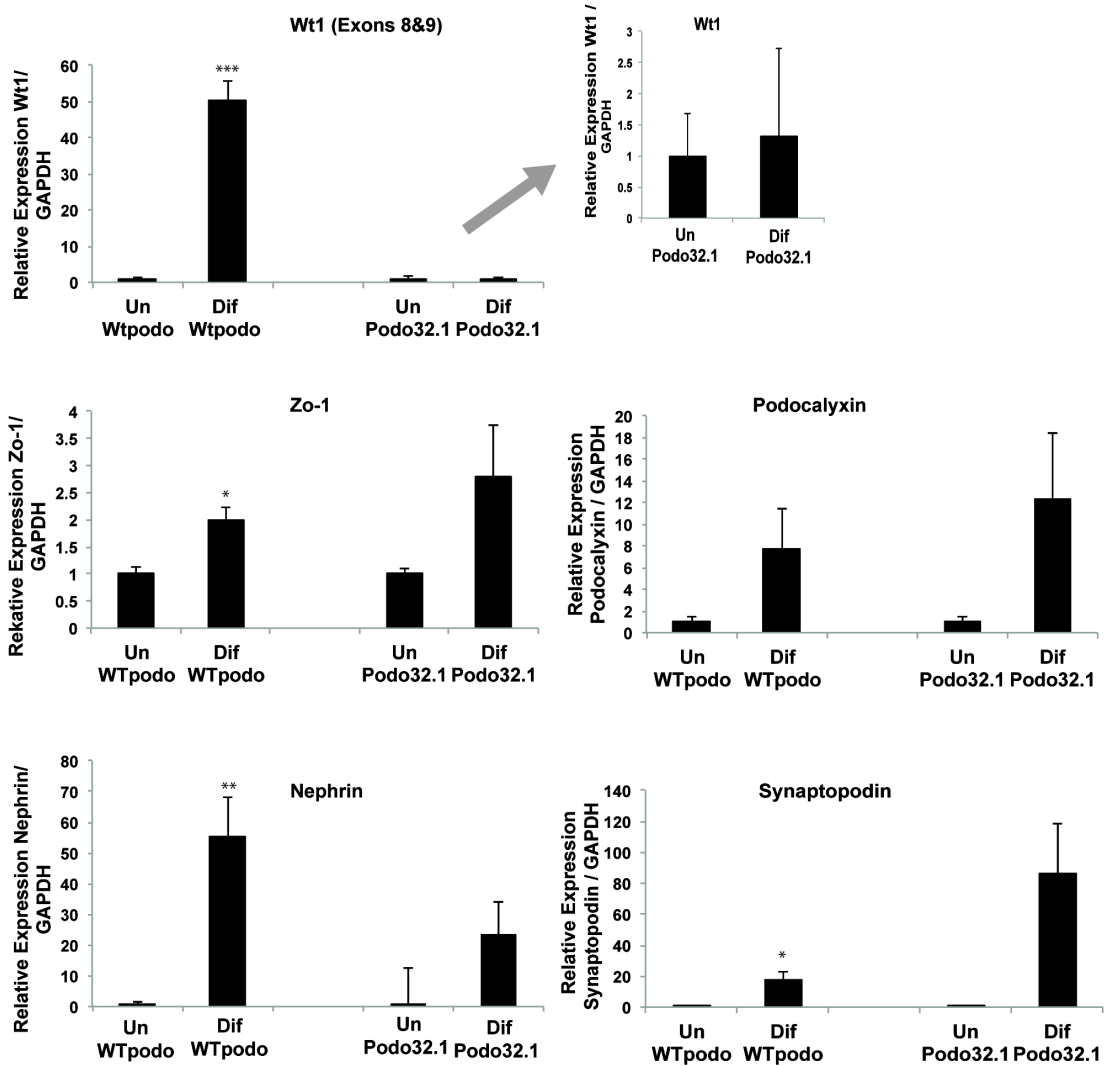 Wt1 (Exons 8&9)
Relative Expression Wt1/
GAPDH
60
50
40
30
20
10
0
***
Un
Wtpodo
Dif
Wtpodo
Un
Podo32.1
Dif
Podo32.1
Wt1
Relative Expression Wt1 /
GAPDH
3
2.5
2
1.5
1
0.5
0
Un
Podo32.1
Dif
Podo32.1
Zo-1
Rekative Expression Zo-1/
GAPDH
4
3.5
3
2.5
2
1.5
1
0.5
0
*
Un
WTpodo
Dif
WTpodo
Un
Podo32.1
Dif
Podo32.1
Podocalyxin
Relative Expression
Podocalyxin / GAPDH
20
18
16
14
12
10
8
6
4
2
0
Un
WTpodo
Dif
WTpodo
Un
Podo32.1
Dif
Podo32.1
Nephrin
Relative Expression Nephrin/
GAPDH
80
70
60
50
40
30
20
10
0
**
Un
WTpodo
Dif
WTpodo
Un
Podo32.1
Dif
Podo32.1
Synaptopodin
Relative Expression
Synaptopodin / GAPDH
140
120
100
80
60
40
20
0
*
Un
WTpodo
Dif
WTpodo
Un
Podo32.1
Dif
Podo32.1